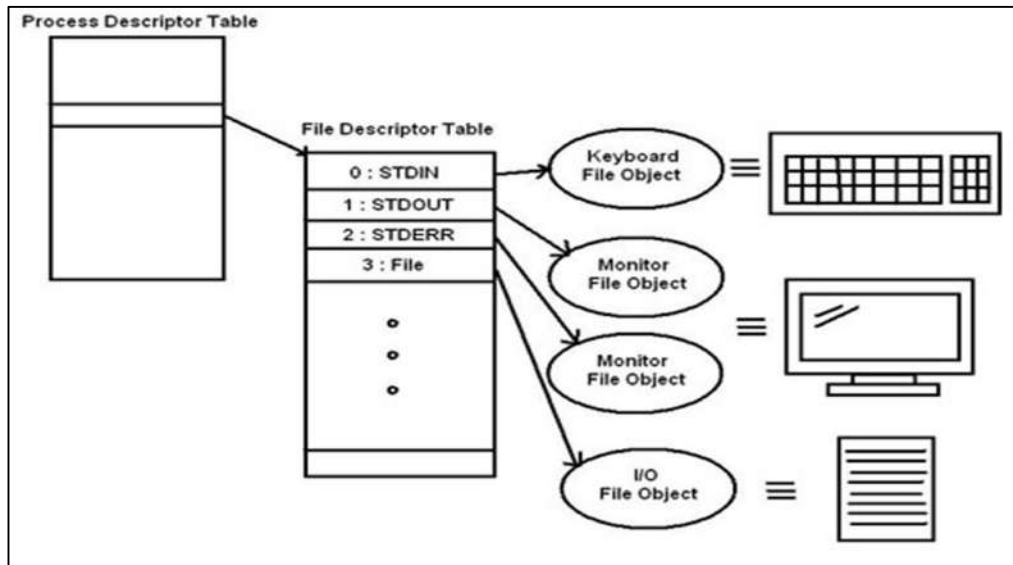 Process Descriptor Table
File Descriptor Table
0 : STDIN
1 : STDOUT
2 : STDERR
3 : File
Keyboard
File Object
Monitor
File Object
Monitor
File Object
I/O
File Object